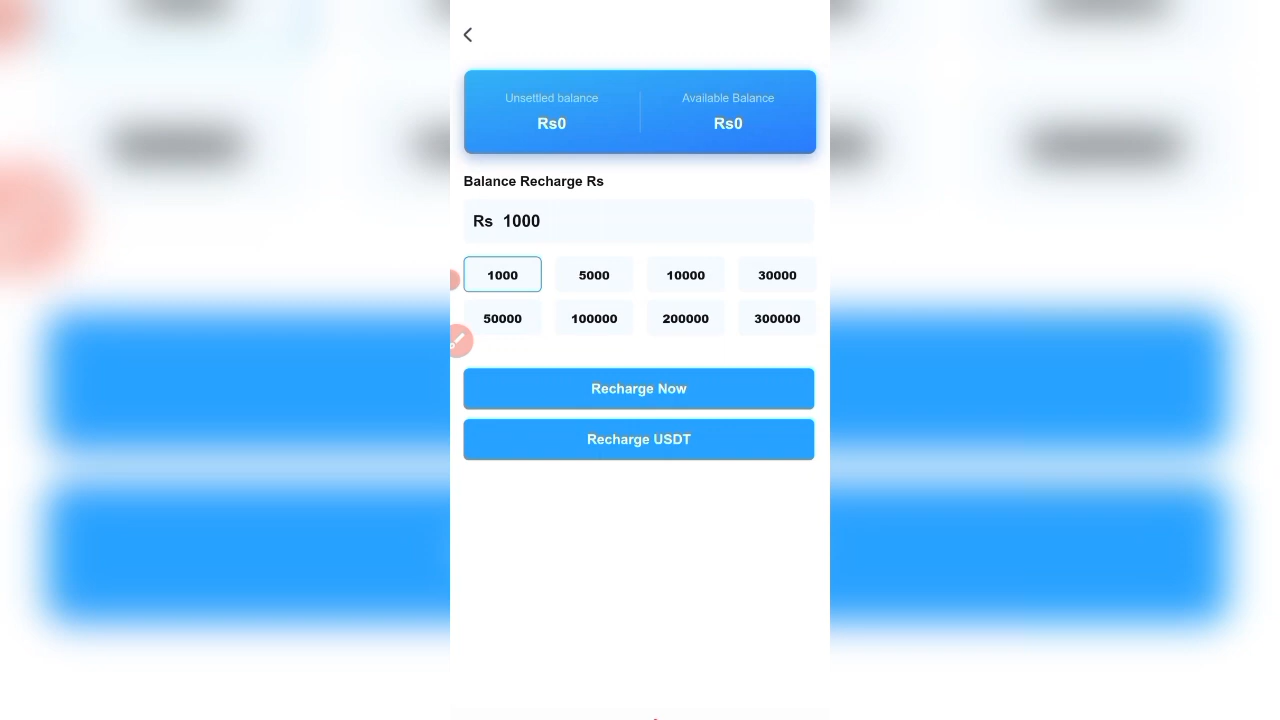 Unsettled balance Available Balance
Rs0 Rs0
Balance Recharge Rs
Rs 1000
1000 5000 10000 30000
50000 100000 200000 300000
Recharge Now
Recharge USDT